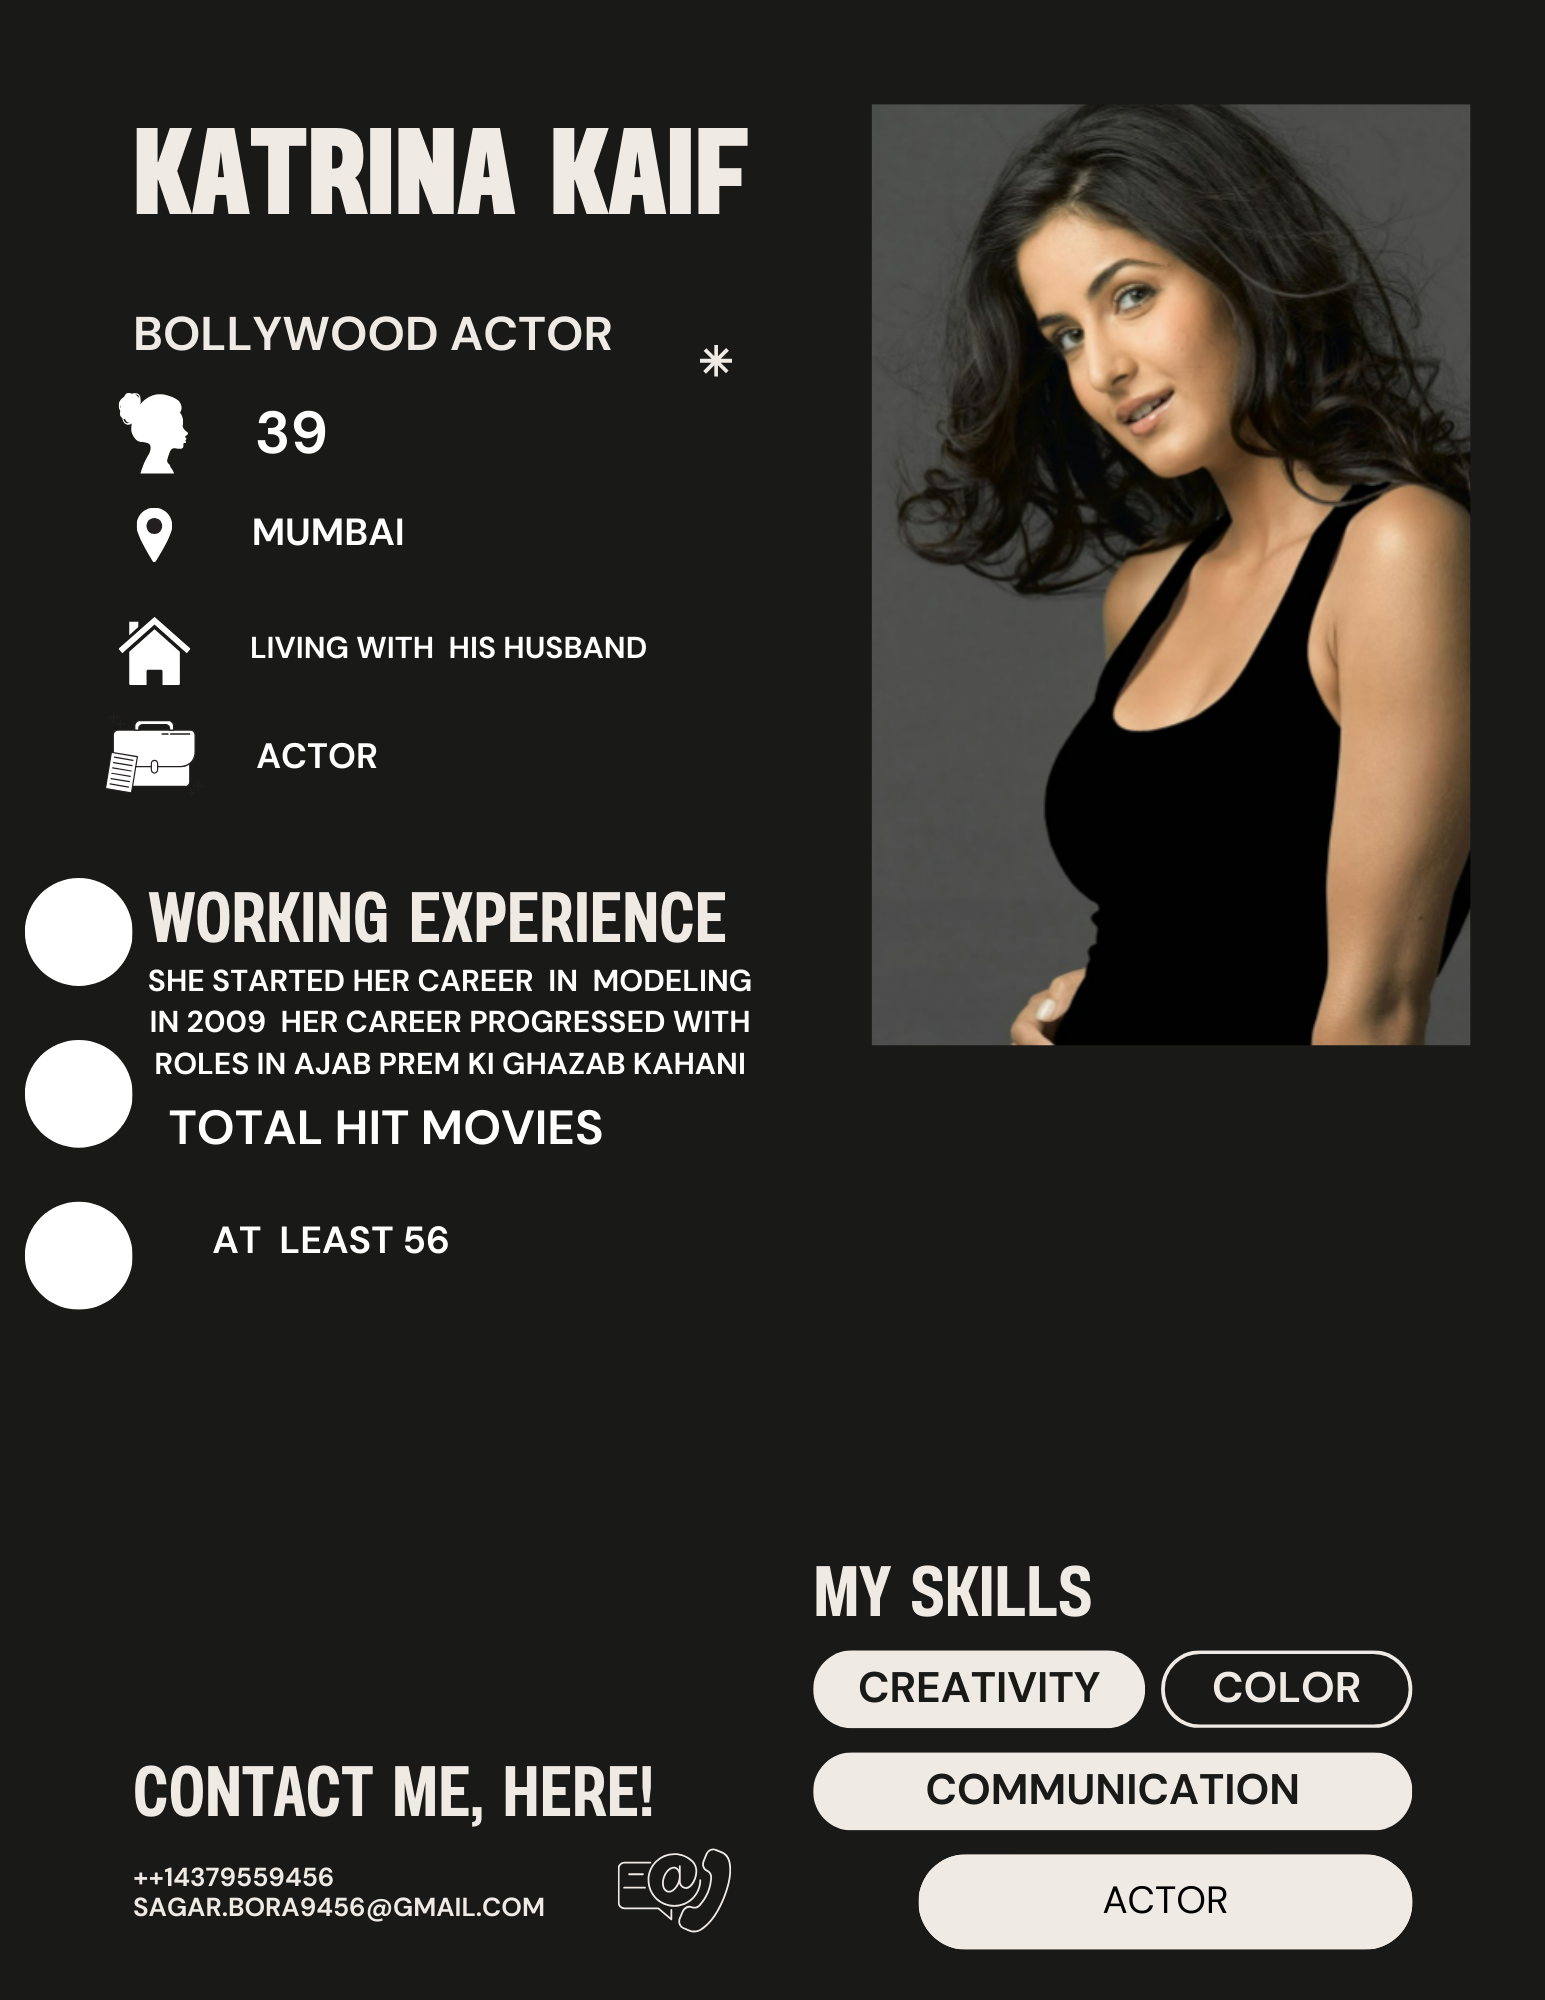 KATRINA KAIF
BOLLYWOOD ACTOR
39
MUMBAI
LIVING WITH HIS HUSBAND
ACTOR
WORKING EXPERIENCE
SHE STARTED HER CAREER IN MODELING
IN 2009 HER CAREER PROGRESSED WITH
ROLES IN AJAB PREM KI GHAZAB KAHANI
TOTAL HIT MOVIES
AT LEAST 56
MY SKILLS
CREATIVITY
COLOR
COMMUNICATION
ACTOR
CONTACT ME, HERE!
++14379559456
SAGAR.BORA9456@GMAIL.COM
@